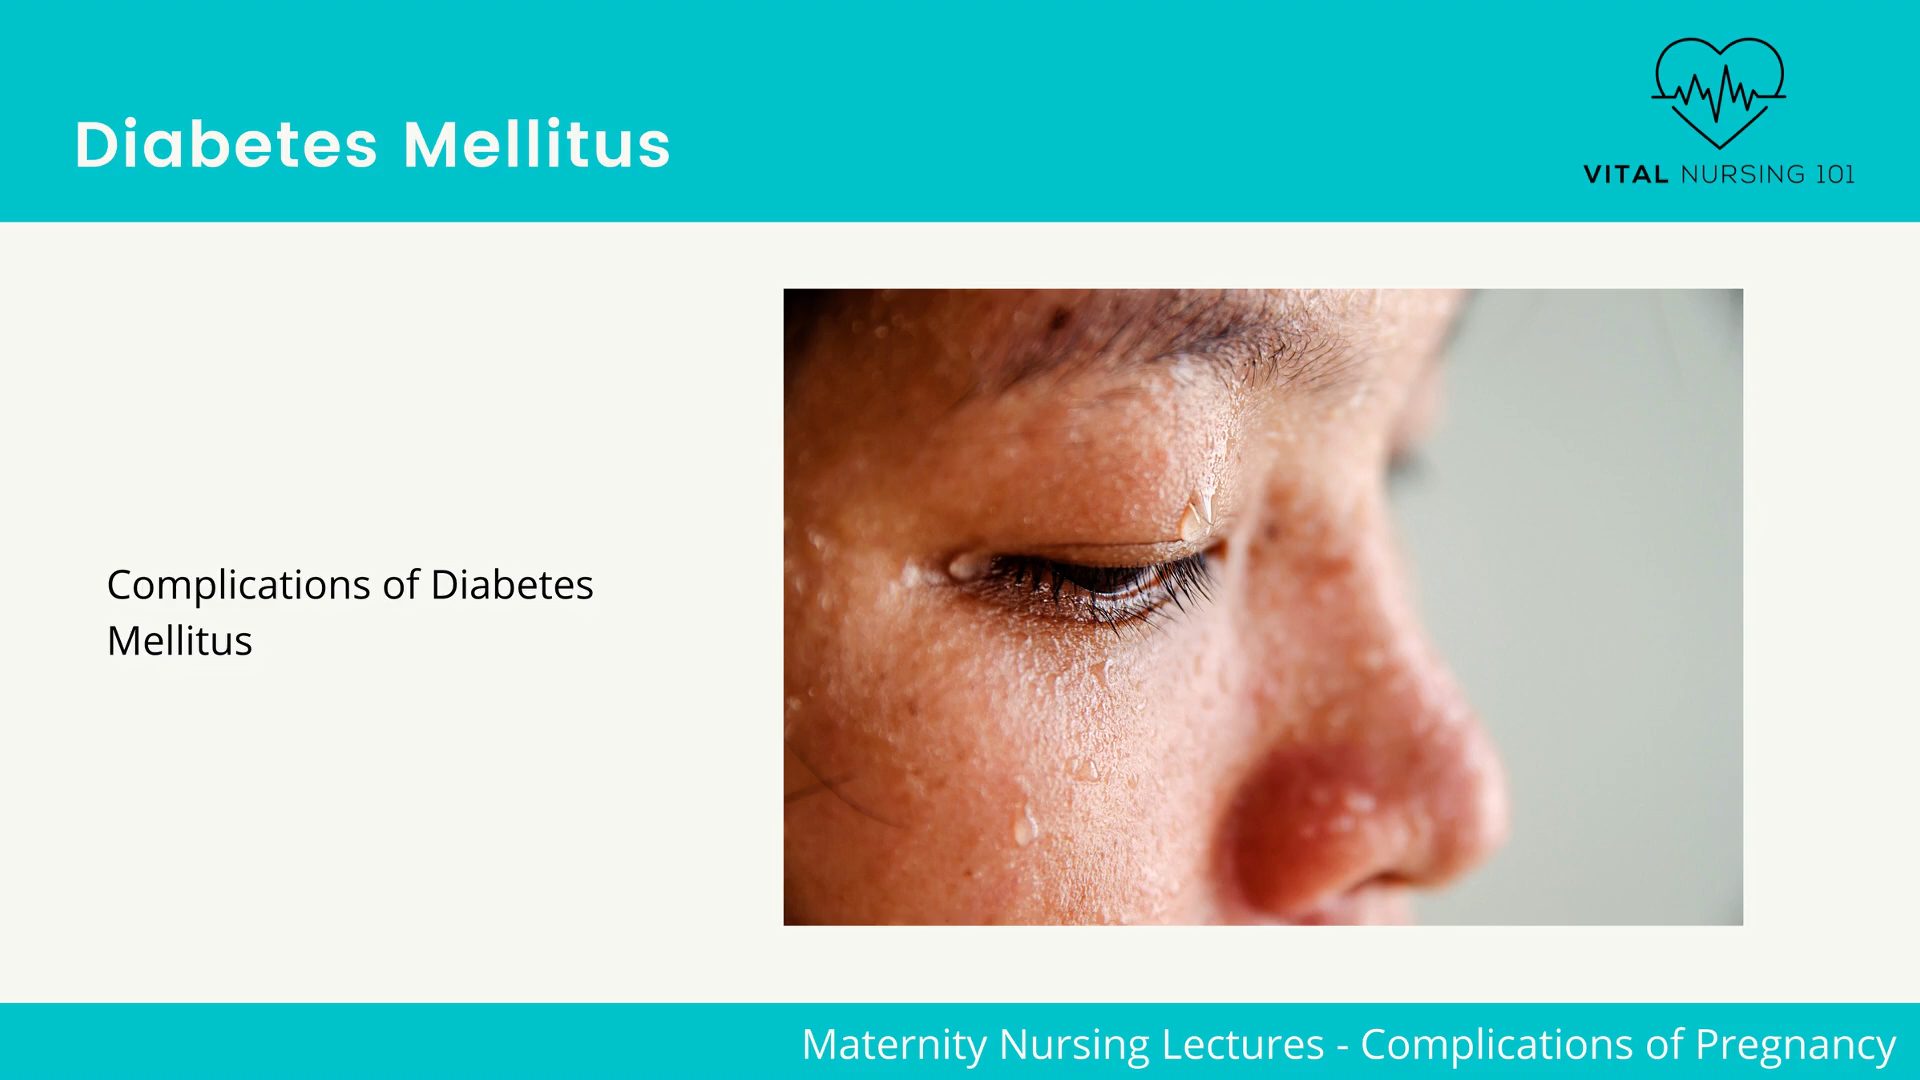 Diabetes Mellitus
VITAL NURSING 101
Complications of Diabetes
Mellitus
Maternity Nursing Lectures - Complications of Pregnancy